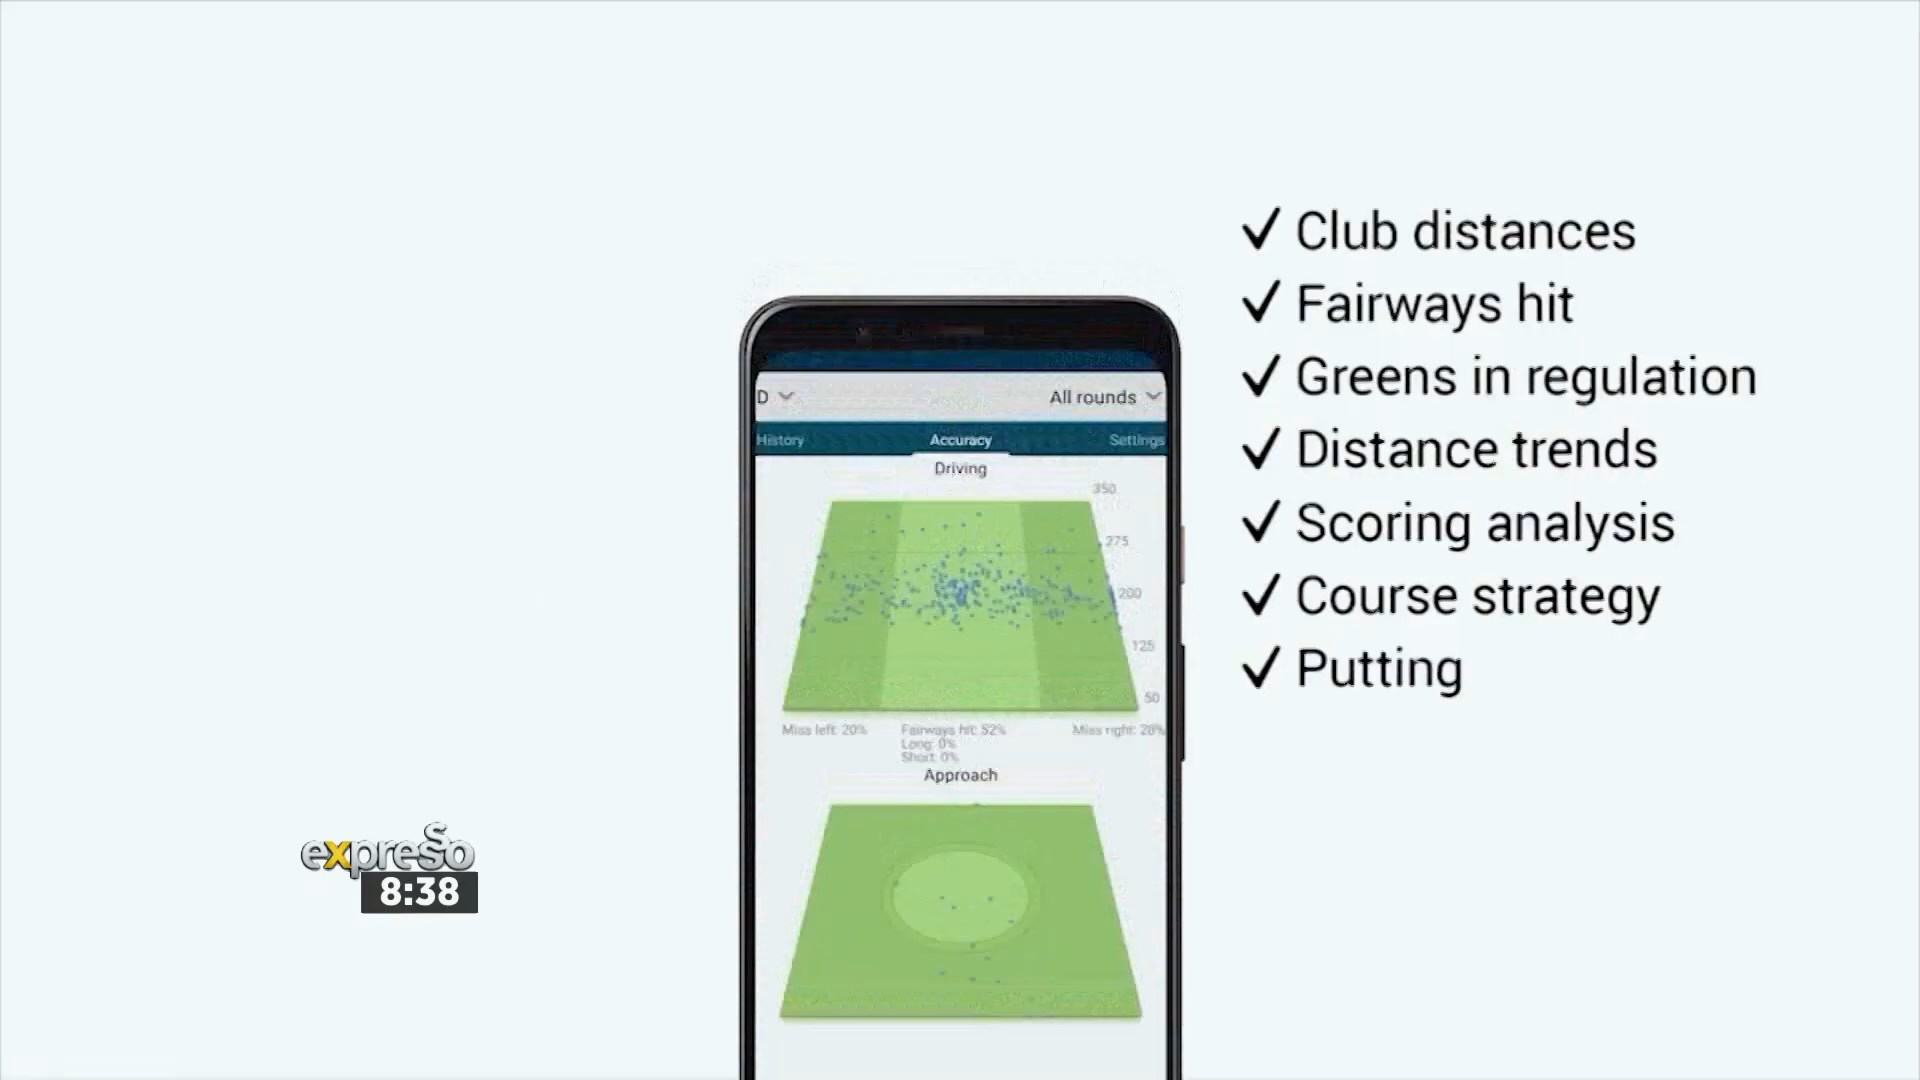 ✓ Club distances
✓ Fairways hit
✓ Greens in regulation
✓ Distance trends
✓ Scoring analysis
✓ Course strategy
✓ Putting
D All rounds
History Accuracy Settings
Driving
350
275
200
125
50
Miss left: 20% Fairways hit: 52% Miss right: 28%
Long: 0%
Short: 0%
Approach
expresso
8:38